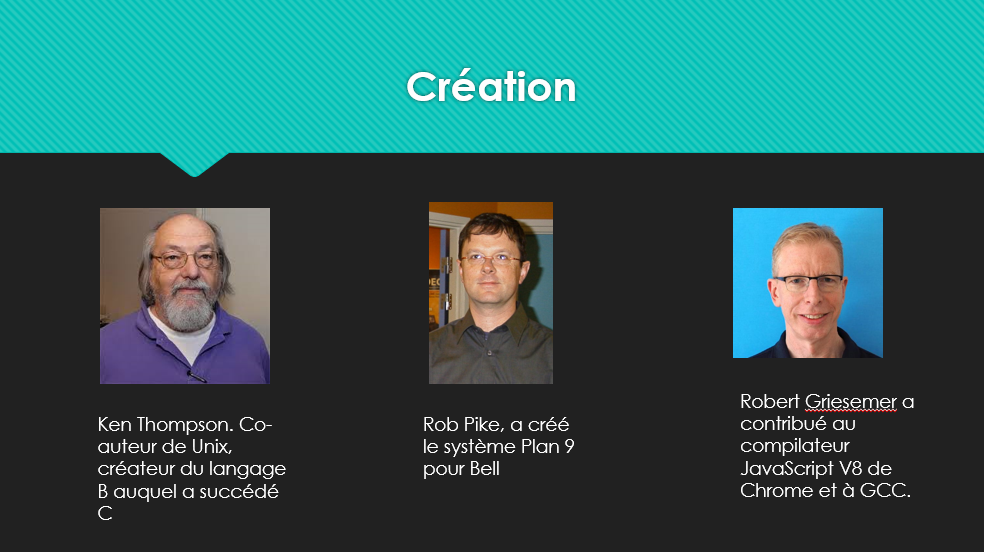 Création
Ken Thompson. Co-
auteur de Unix,
créateur du langage
B auquel a succédé
C
Rob Pike, a créé
le système Plan 9
pour Bell
Robert Griesemer a
contribué au
compilateur
JavaScript V8 de
Chrome et à GCC.